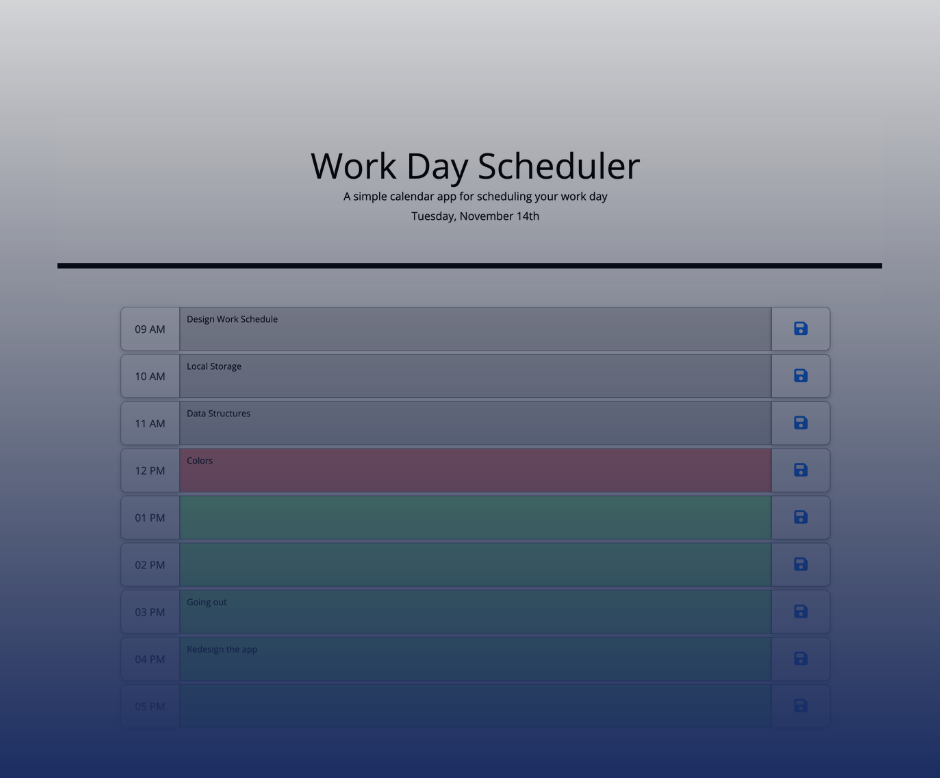 Work Day Scheduler
A simple calendar app for scheduling your work day
Tuesday, November 14th
09 AM Design Work Schedule
10 AM Local Storage
11 AM Data Structures
12 PM Colors
01 PM
02 PM
03 PM Going out
04 PM Redesign the app
05 PM